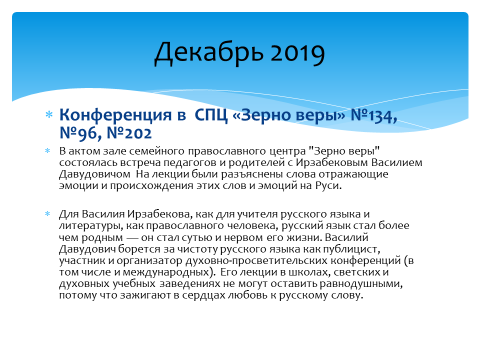 Декабрь 2019
* Конференция в СПЦ «Зерно веры» №134,
№96, №202
* В актом зале семейного православного центра "Зерно веры"
состоялась встреча педагогов и родителей с Ирзабековым Василием
Давудовичом На лекции были разъяснены слова отражающие
эмоции и происхождения этих слов и эмоций на Руси.
* Для Василия Ирзабекова, как для учителя русского языка и
литературы, как православного человека, русский язык стал более
чем родным — он стал сутью и нервом его жизни. Василий
Давудович борется за чистоту русского языка как публицист,
участник и организатор духовно-просветительских конференций (в
том числе и международных). Его лекции в школах, светских и
духовных учебных заведениях не могут оставить равнодушными,
потому что зажигают в сердцах любовь к русскому слову.